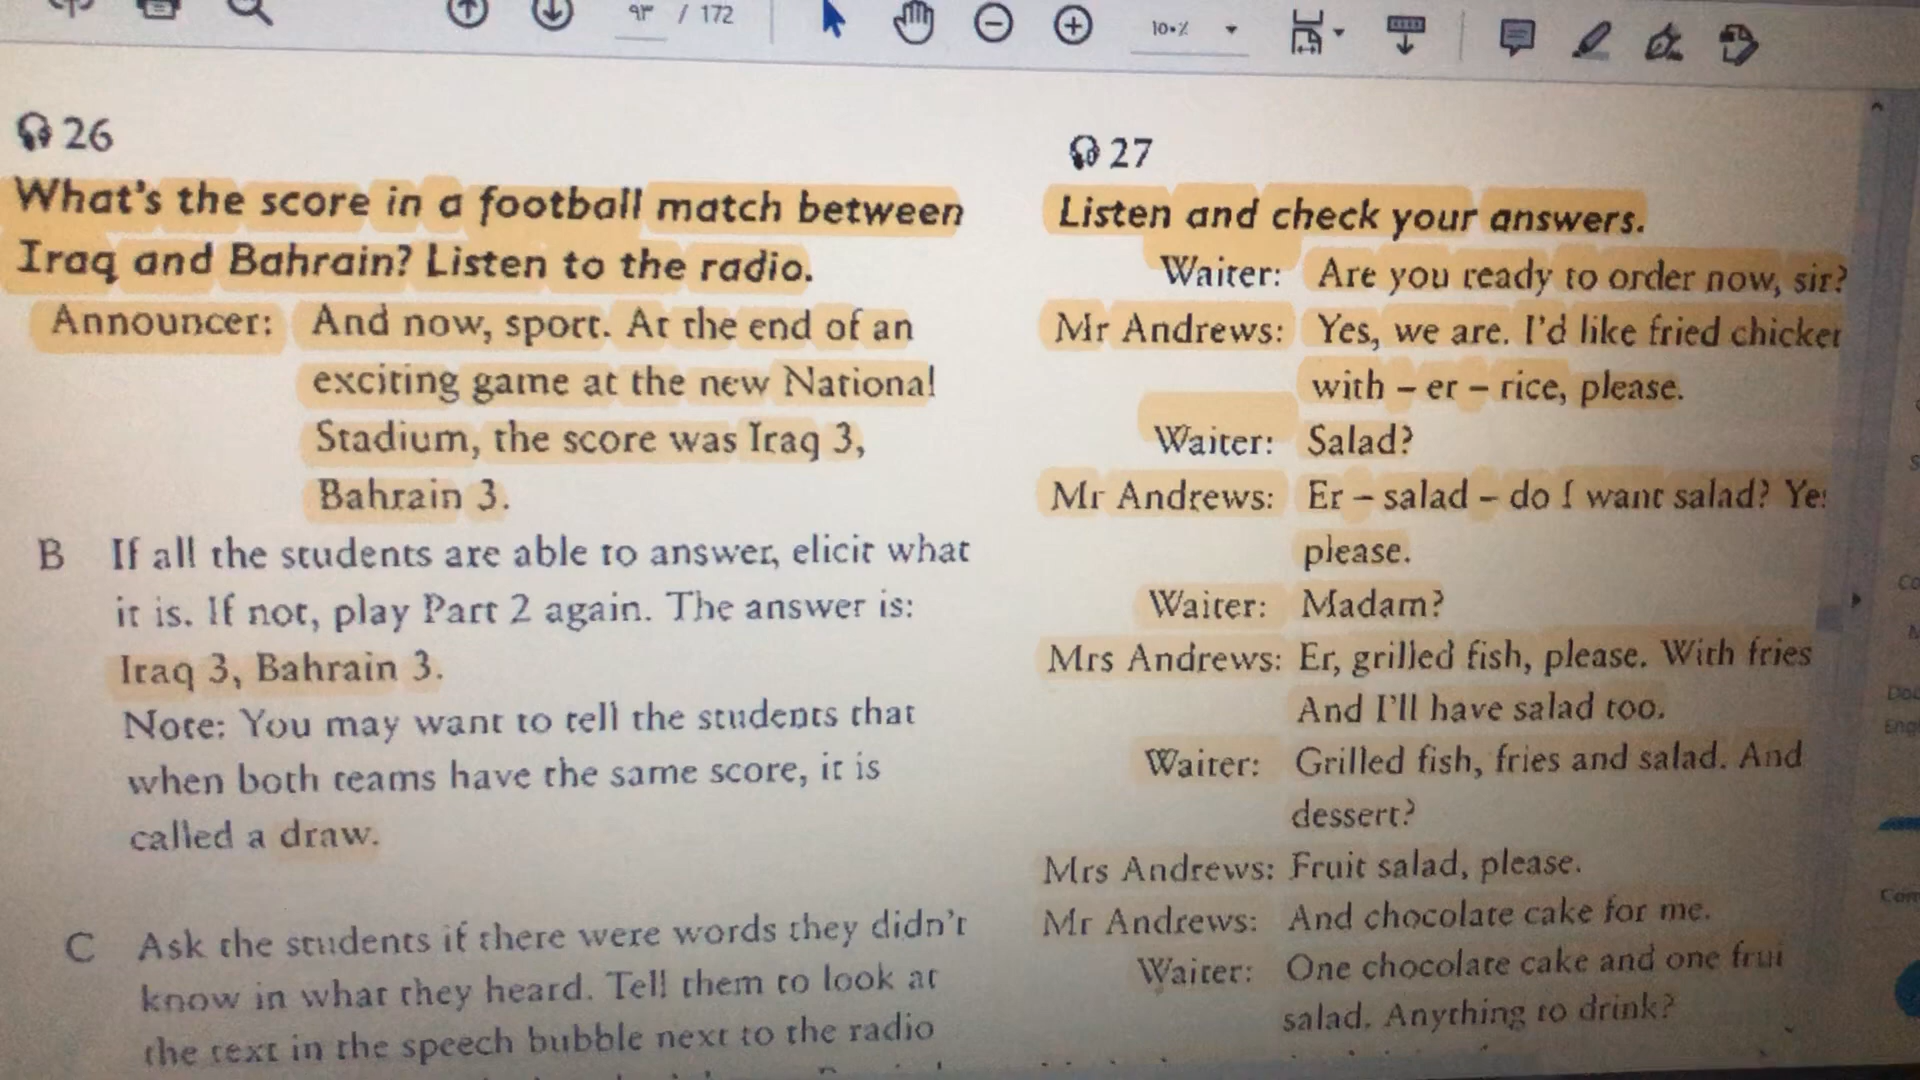 ٩٣ / 172
10٠%
26
What's the score in a football match between
Iraq and Bahrain? Listen to the radio.
Announcer: And now, sport. At the end of an
exciting game at the new National
Stadium, the score was Iraq 3,
Bahrain 3.
B If all the students are able to answer, elicit what
it is. If not, play Part 2 again. The answer is:
Iraq 3, Bahrain 3.
Note: You may want to tell the students that
when both teams have the same score, it is
called a draw.
C Ask the students if there were words they didn't
know in what they heard. Tell them to look at
the text in the speech bubble next to the radio
27
Listen and check your answers.
Waiter: Are you ready to order now, sir?
Mr Andrews: Yes, we are. I'd like fried chicken
with – er – rice, please.
Waiter: Salad?
Mr Andrews: Er – salad – do I want salad? Yes
please.
Waiter: Madam?
Mrs Andrews: Er, grilled fish, please. With fries
And I'll have salad too.
Waiter: Grilled fish, fries and salad. And
dessert?
Mrs Andrews: Fruit salad, please.
Mr Andrews: And chocolate cake for me.
Waiter: One chocolate cake and one frui
salad. Anything to drink?